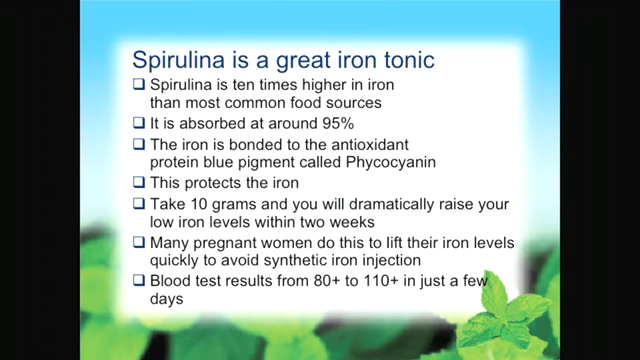 Spirulina is a great iron tonic
Spirulina is ten times higher in iron
than most common food sources
It is absorbed at around 95%
The iron is bonded to the antioxidant
protein blue pigment called Phycocyanin
This protects the iron
Take 10 grams and you will dramatically raise your
low iron levels within two weeks
Many pregnant women do this to lift their iron levels
quickly to avoid synthetic iron injection
Blood test results from 80+ to 110+ in just a few
days